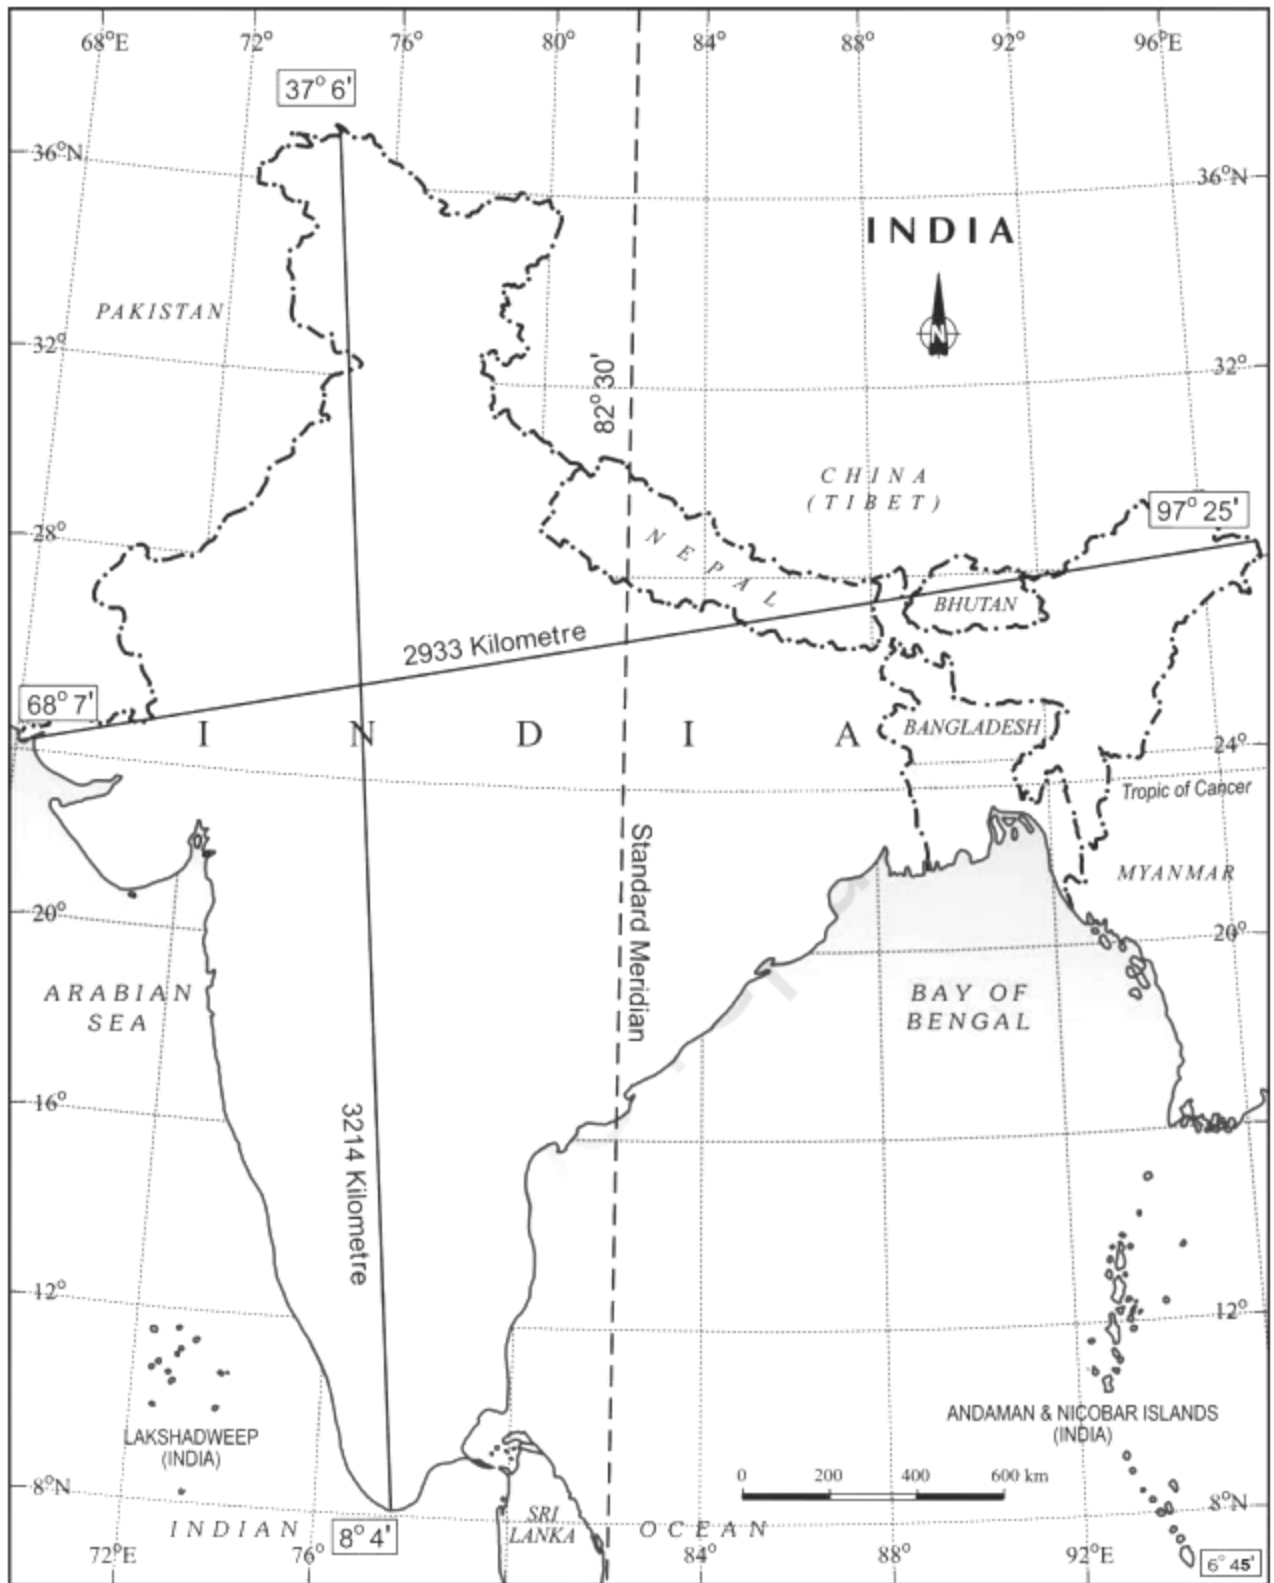 68°E 72° 76° 80° 84° 88° 92° 96°E
37° 6'
36°N
36°N
INDIA
N
PAKISTAN
32°
32°
82° 30'
CHINA
(TIBET)
97° 25'
28°
NEPAL
BHUTAN
2933 Kilometre
68° 7'
INDIA
BANGLADESH
24°
Tropic of Cancer
Standard Meridian
MYANMAR
20°
20°
ARABIAN
SEA
BAY OF
BENGAL
16°
3214 Kilometre
12°
12°
LAKSHADWEEP
(INDIA)
ANDAMAN & NICOBAR ISLANDS
(INDIA)
0 200 400 600 km
8°N
8°N
INDIAN OCEAN
8° 4'
SRI
LANKA
72°E 76° 84° 88° 92°E
6° 45'